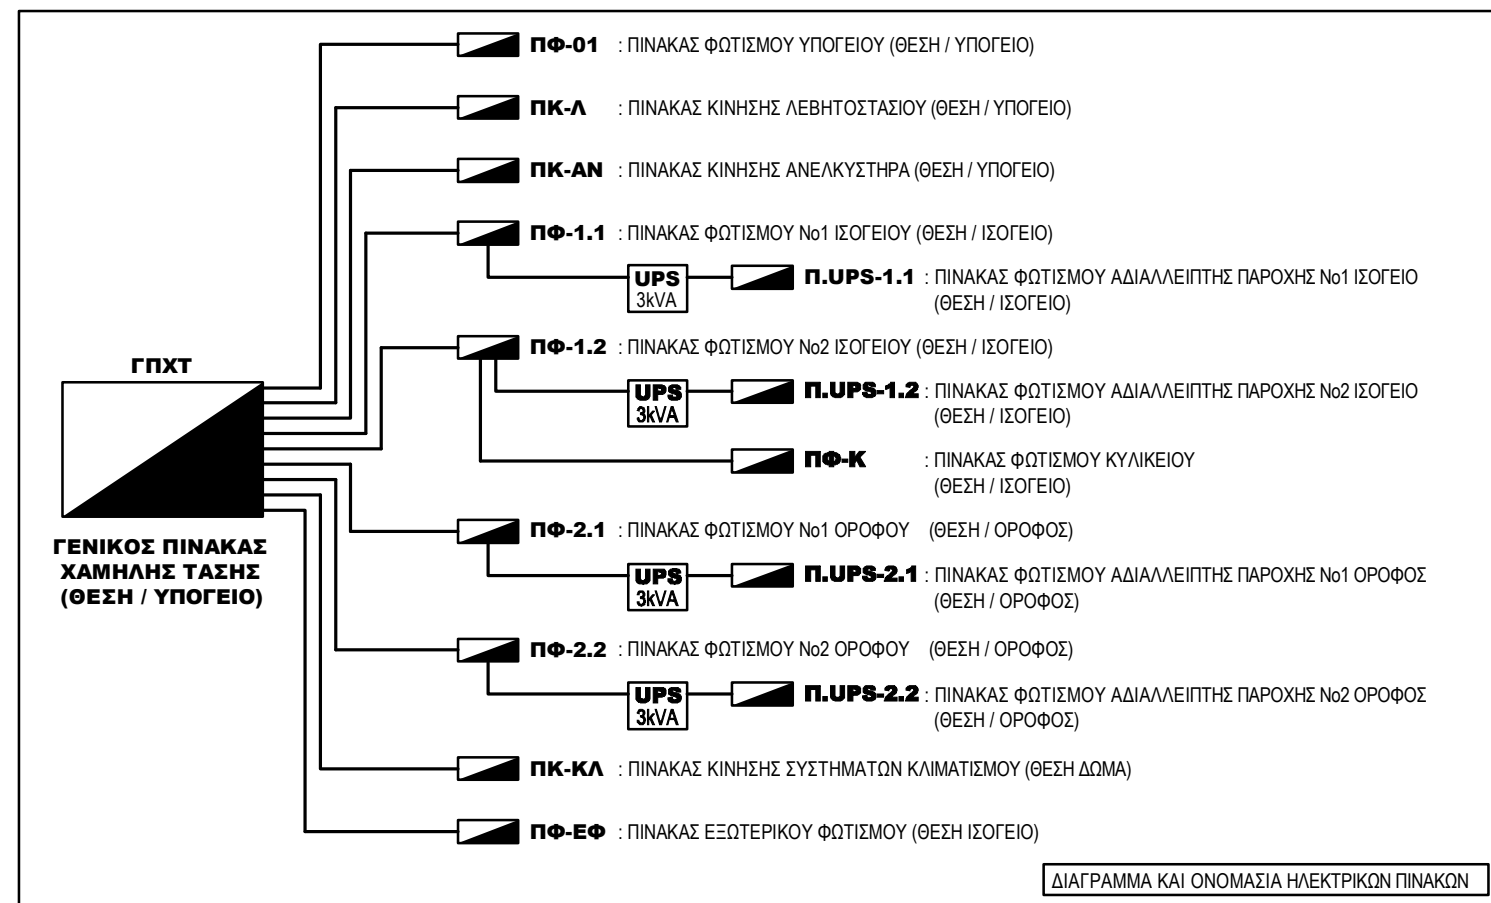 ΠΦ-01 : ΠΙΝΑΚΑΣ ΦΩΤΙΣΜΟΥ ΥΠΟΓΕΙΟΥ (ΘΕΣΗ / ΥΠΟΓΕΙΟ)
ΠΚ-Λ : ΠΙΝΑΚΑΣ ΚΙΝΗΣΗΣ ΛΕΒΗΤΟΣΤΑΣΙΟΥ (ΘΕΣΗ / ΥΠΟΓΕΙΟ)
ΠΚ-ΑΝ : ΠΙΝΑΚΑΣ ΚΙΝΗΣΗΣ ΑΝΕΛΚΥΣΤΗΡΑ (ΘΕΣΗ / ΥΠΟΓΕΙΟ)
ΠΦ-1.1 : ΠΙΝΑΚΑΣ ΦΩΤΙΣΜΟΥ Νο1 ΙΣΟΓΕΙΟΥ (ΘΕΣΗ / ΙΣΟΓΕΙΟ)
UPS
3kVA
Π.UPS-1.1 : ΠΙΝΑΚΑΣ ΦΩΤΙΣΜΟΥ ΑΔΙΑΛΛΕΙΠΤΗΣ ΠΑΡΟΧΗΣ Νο1 ΙΣΟΓΕΙΟ
(ΘΕΣΗ / ΙΣΟΓΕΙΟ)
ΠΦ-1.2 : ΠΙΝΑΚΑΣ ΦΩΤΙΣΜΟΥ Νο2 ΙΣΟΓΕΙΟΥ (ΘΕΣΗ / ΙΣΟΓΕΙΟ)
UPS
3kVA
Π.UPS-1.2 : ΠΙΝΑΚΑΣ ΦΩΤΙΣΜΟΥ ΑΔΙΑΛΛΕΙΠΤΗΣ ΠΑΡΟΧΗΣ Νο2 ΙΣΟΓΕΙΟ
(ΘΕΣΗ / ΙΣΟΓΕΙΟ)
ΠΦ-Κ : ΠΙΝΑΚΑΣ ΦΩΤΙΣΜΟΥ ΚΥΛΙΚΕΙΟΥ
(ΘΕΣΗ / ΙΣΟΓΕΙΟ)
ΓΠΧΤ
ΓΕΝΙΚΟΣ ΠΙΝΑΚΑΣ
ΧΑΜΗΛΗΣ ΤΑΣΗΣ
(ΘΕΣΗ / ΥΠΟΓΕΙΟ)
ΠΦ-2.1 : ΠΙΝΑΚΑΣ ΦΩΤΙΣΜΟΥ Νο1 ΟΡΟΦΟΥ (ΘΕΣΗ / ΟΡΟΦΟΣ)
UPS
3kVA
Π.UPS-2.1 : ΠΙΝΑΚΑΣ ΦΩΤΙΣΜΟΥ ΑΔΙΑΛΛΕΙΠΤΗΣ ΠΑΡΟΧΗΣ Νο1 ΟΡΟΦΟΣ
(ΘΕΣΗ / ΟΡΟΦΟΣ)
ΠΦ-2.2 : ΠΙΝΑΚΑΣ ΦΩΤΙΣΜΟΥ Νο2 ΟΡΟΦΟΥ (ΘΕΣΗ / ΟΡΟΦΟΣ)
UPS
3kVA
Π.UPS-2.2 : ΠΙΝΑΚΑΣ ΦΩΤΙΣΜΟΥ ΑΔΙΑΛΛΕΙΠΤΗΣ ΠΑΡΟΧΗΣ Νο2 ΟΡΟΦΟΣ
(ΘΕΣΗ / ΟΡΟΦΟΣ)
ΠΚ-ΚΛ : ΠΙΝΑΚΑΣ ΚΙΝΗΣΗΣ ΣΥΣΤΗΜΑΤΩΝ ΚΛΙΜΑΤΙΣΜΟΥ (ΘΕΣΗ ΔΩΜΑ)
ΠΦ-ΕΦ : ΠΙΝΑΚΑΣ ΕΞΩΤΕΡΙΚΟΥ ΦΩΤΙΣΜΟΥ (ΘΕΣΗ ΙΣΟΓΕΙΟ)
ΔΙΑΓΡΑΜΜΑ ΚΑΙ ΟΝΟΜΑΣΙΑ ΗΛΕΚΤΡΙΚΩΝ ΠΙΝΑΚΩΝ